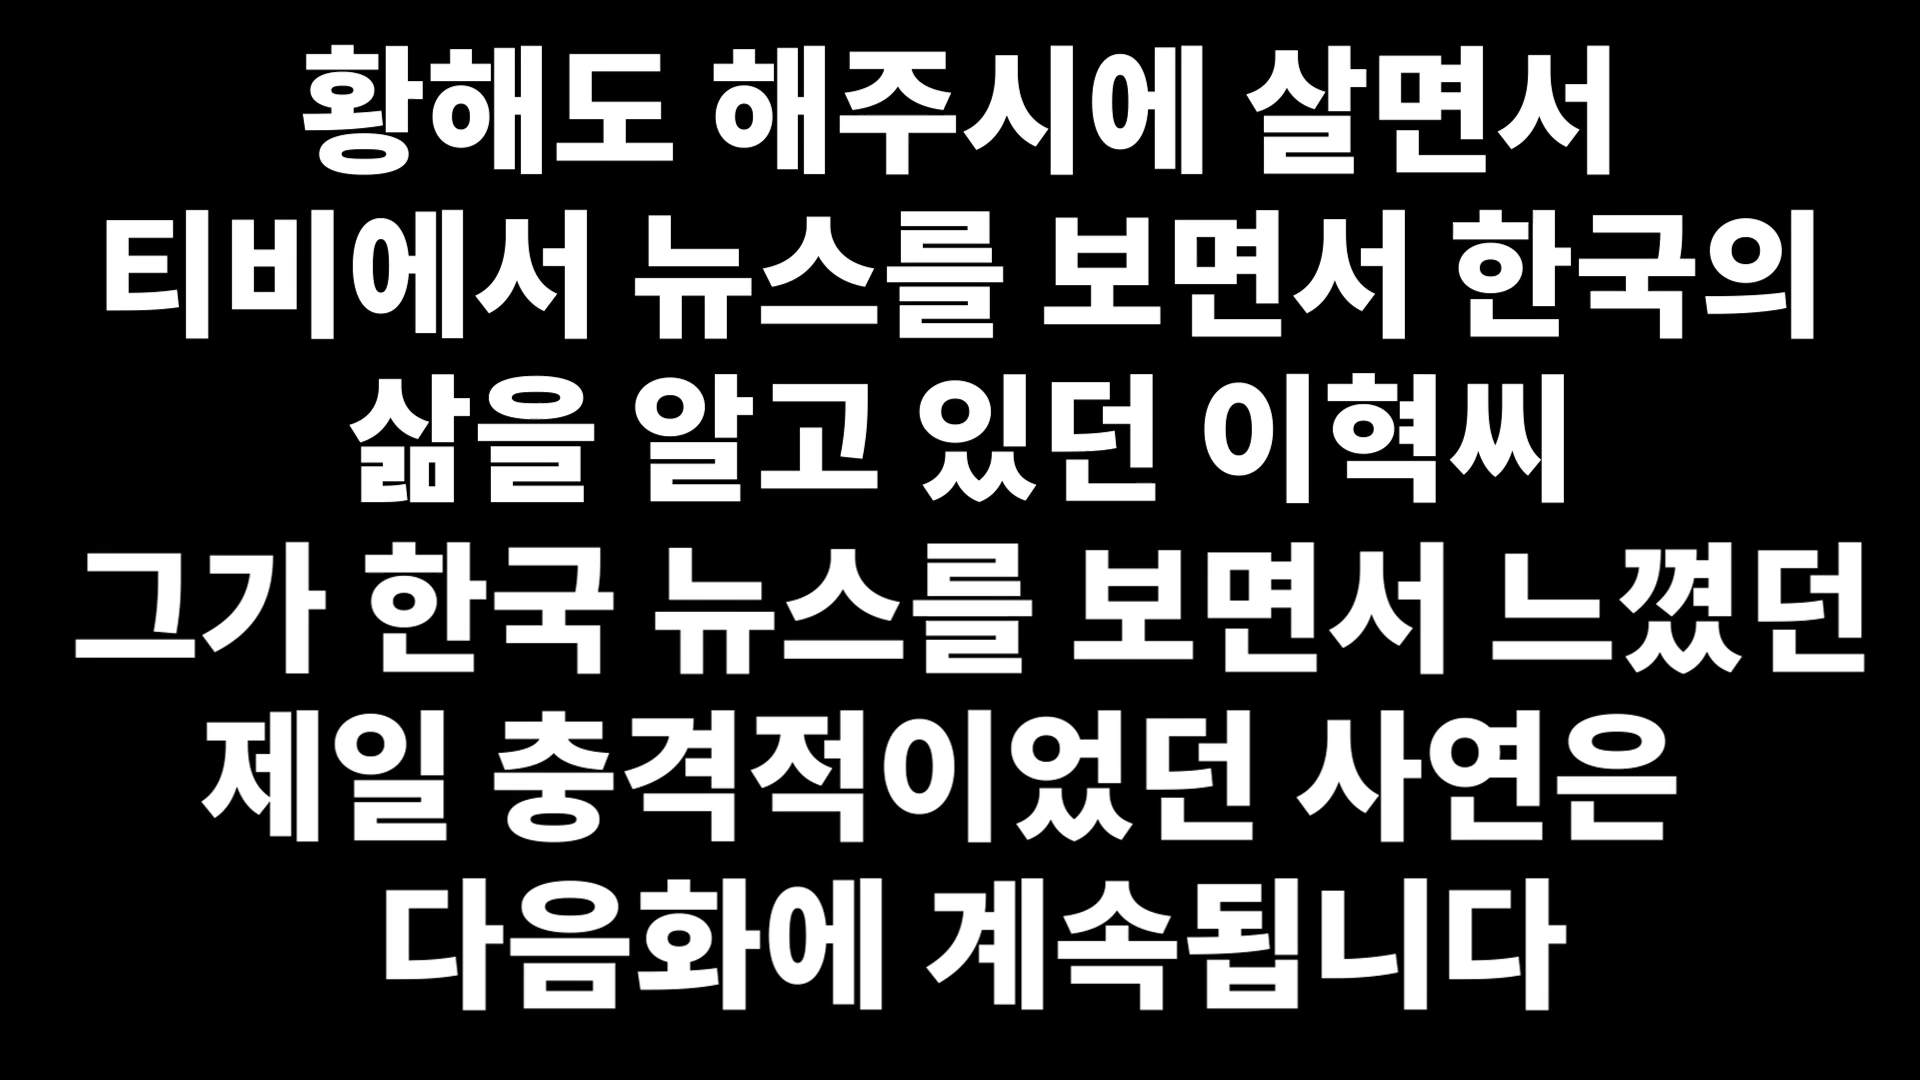 황해도 해주시에 살면서
티비에서 뉴스를 보면서 한국의
삶을 알고 있던 이혁씨
그가 한국 뉴스를 보면서 느꼈던
제일 충격적이었던 사연은
다음화에 계속됩니다